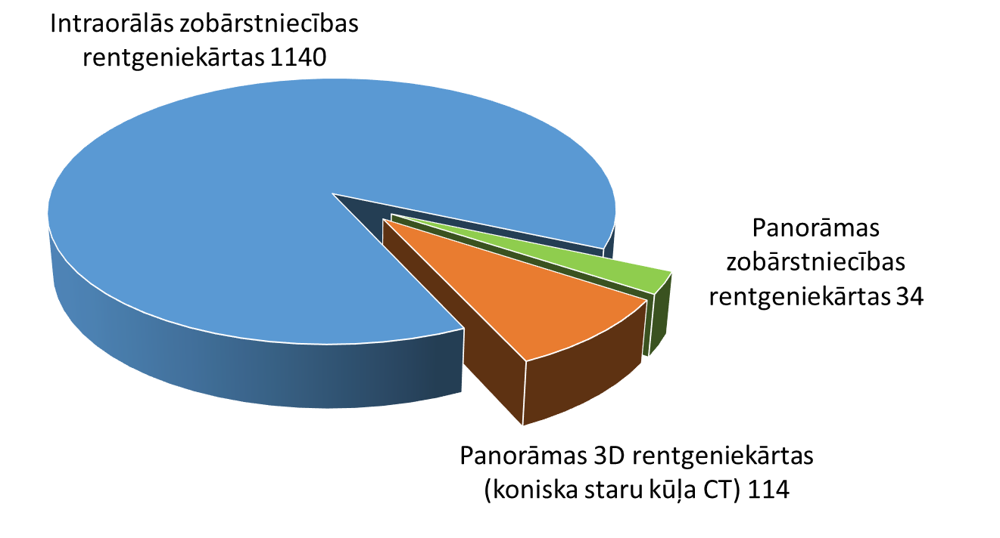 Intraorālās zobārstniecības
rentgeniekārtas 1140
Panorāmas
zobārstniecības
rentgeniekārtas 34
Panorāmas 3D rentgeniekārtas
(koniska staru kūļa CT) 114